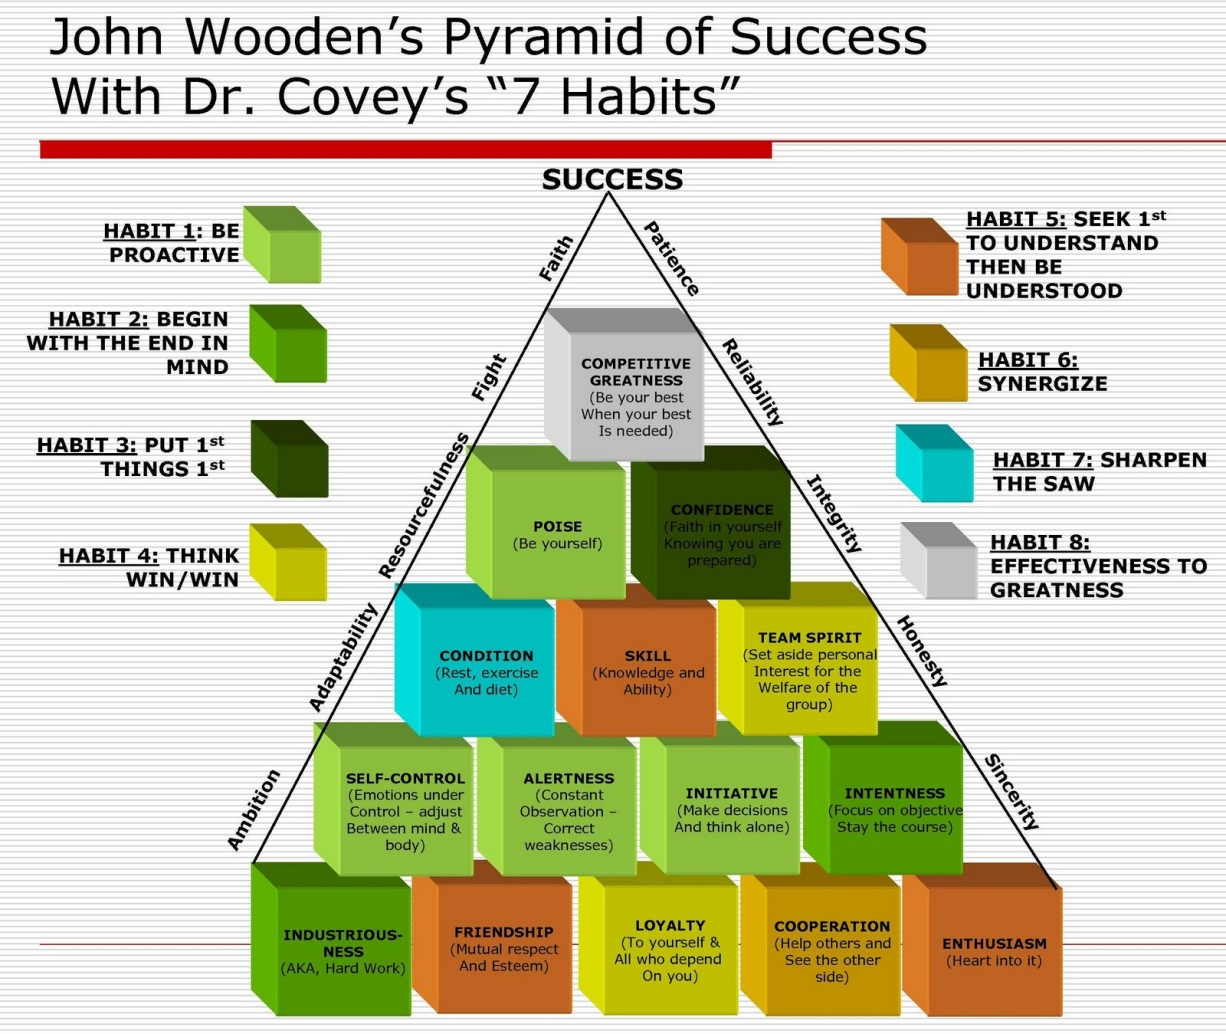 John Wooden's Pyramid of Success
With Dr. Covey's "7 Habits"
SUCCESS
HABIT 1: BE
PROACTIVE
HABIT 2: BEGIN
WITH THE END IN
MIND
HABIT 3: PUT 1st
THINGS 1st
HABIT 4: THINK
WIN/WIN
HABIT 5: SEEK 1st
TO UNDERSTAND
THEN BE
UNDERSTOOD
HABIT 6:
SYNERGIZE
HABIT 7: SHARPEN
THE SAW
HABIT 8:
EFFECTIVENESS TO
GREATNESS
Faith
Fight
Resourcefulness
Adaptability
Ambition
Patience
Reliability
Integrity
Honesty
Sincerity
COMPETITIVE
GREATNESS
(Be your best
When your best
Is needed)
POISE
(Be yourself)
CONFIDENCE
(Faith in yourself
Knowing you are
prepared)
CONDITION
(Rest, exercise
And diet)
SKILL
(Knowledge and
Ability)
TEAM SPIRIT
(Set aside personal
Interest for the
Welfare of the
group)
SELF-CONTROL
(Emotions under
Control – adjust
Between mind &
body)
ALERTNESS
(Constant
Observation –
Correct
weaknesses)
INITIATIVE
(Make decisions
And think alone)
INTENTNESS
(Focus on objective
Stay the course)
INDUSTRIOUS-
NESS
(AKA, Hard Work)
FRIENDSHIP
(Mutual respect
And Esteem)
LOYALTY
(To yourself &
All who depend
On you)
COOPERATION
(Help others and
See the other
side)
ENTHUSIASM
(Heart into it)